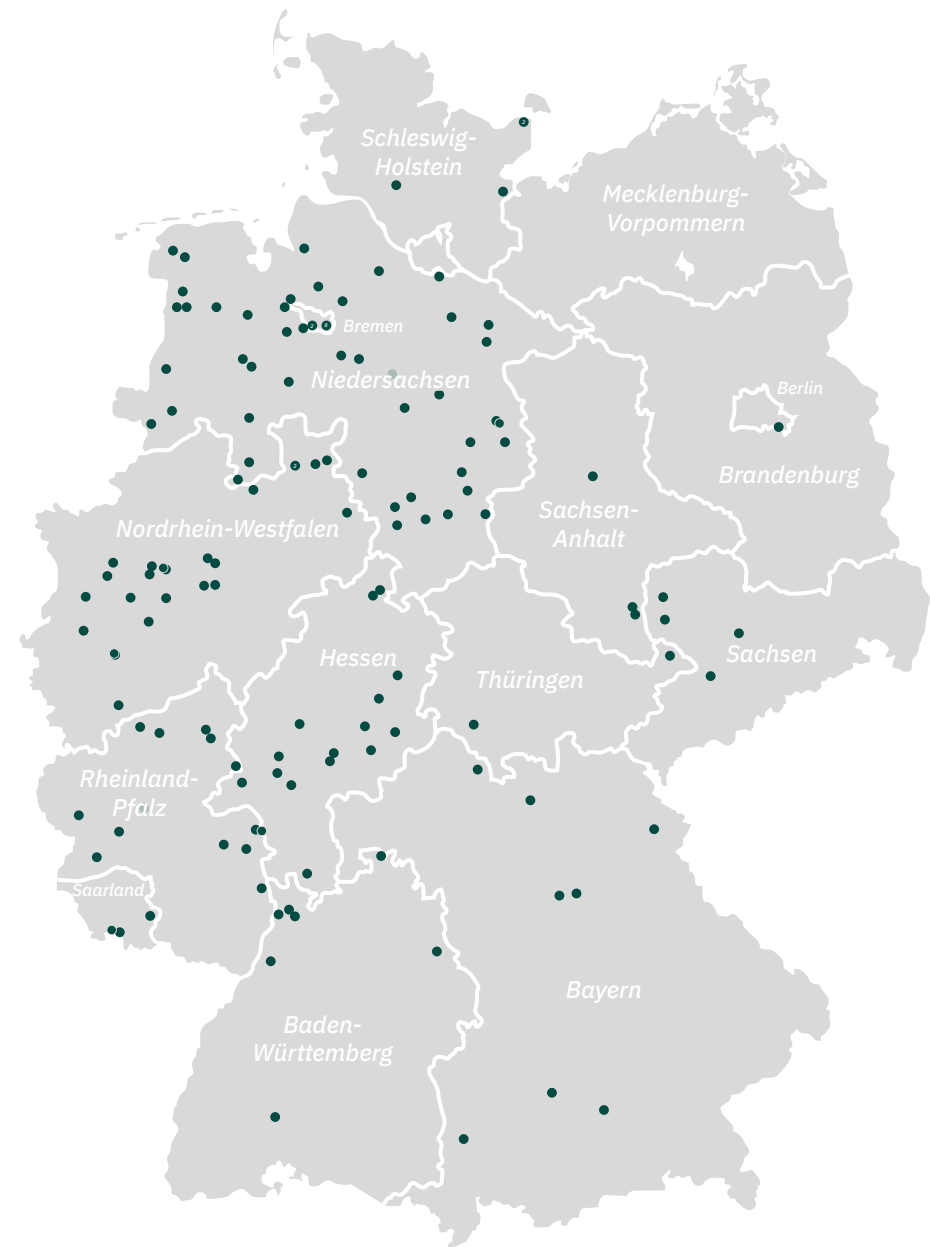 Schleswig-
Holstein
Mecklenburg-
Vorpommern
Bremen
Niedersachsen
Berlin
Brandenburg
Sachsen-
Anhalt
Nordrhein-Westfalen
Hessen
Thüringen
Sachsen
Rheinland-
Pfalz
Saarland
Bayern
Baden-
Württemberg